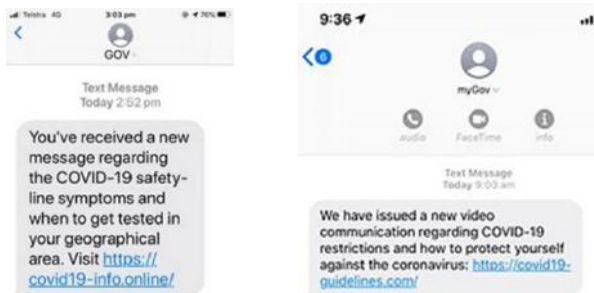 Telstra 4G 3:03 pm 76%
GOV
Text Message
Today 2:52 pm
You've received a new
message regarding
the COVID-19 safety-
line symptoms and
when to get tested in
your geographical
area. Visit https://
covid19-info.online/
9:36
6
myGov
audio FaceTime info
Text Message
Today 9:03 am
We have issued a new video
communication regarding COVID-19
restrictions and how to protect yourself
against the coronavirus: https://covid19-
guidelines.com/